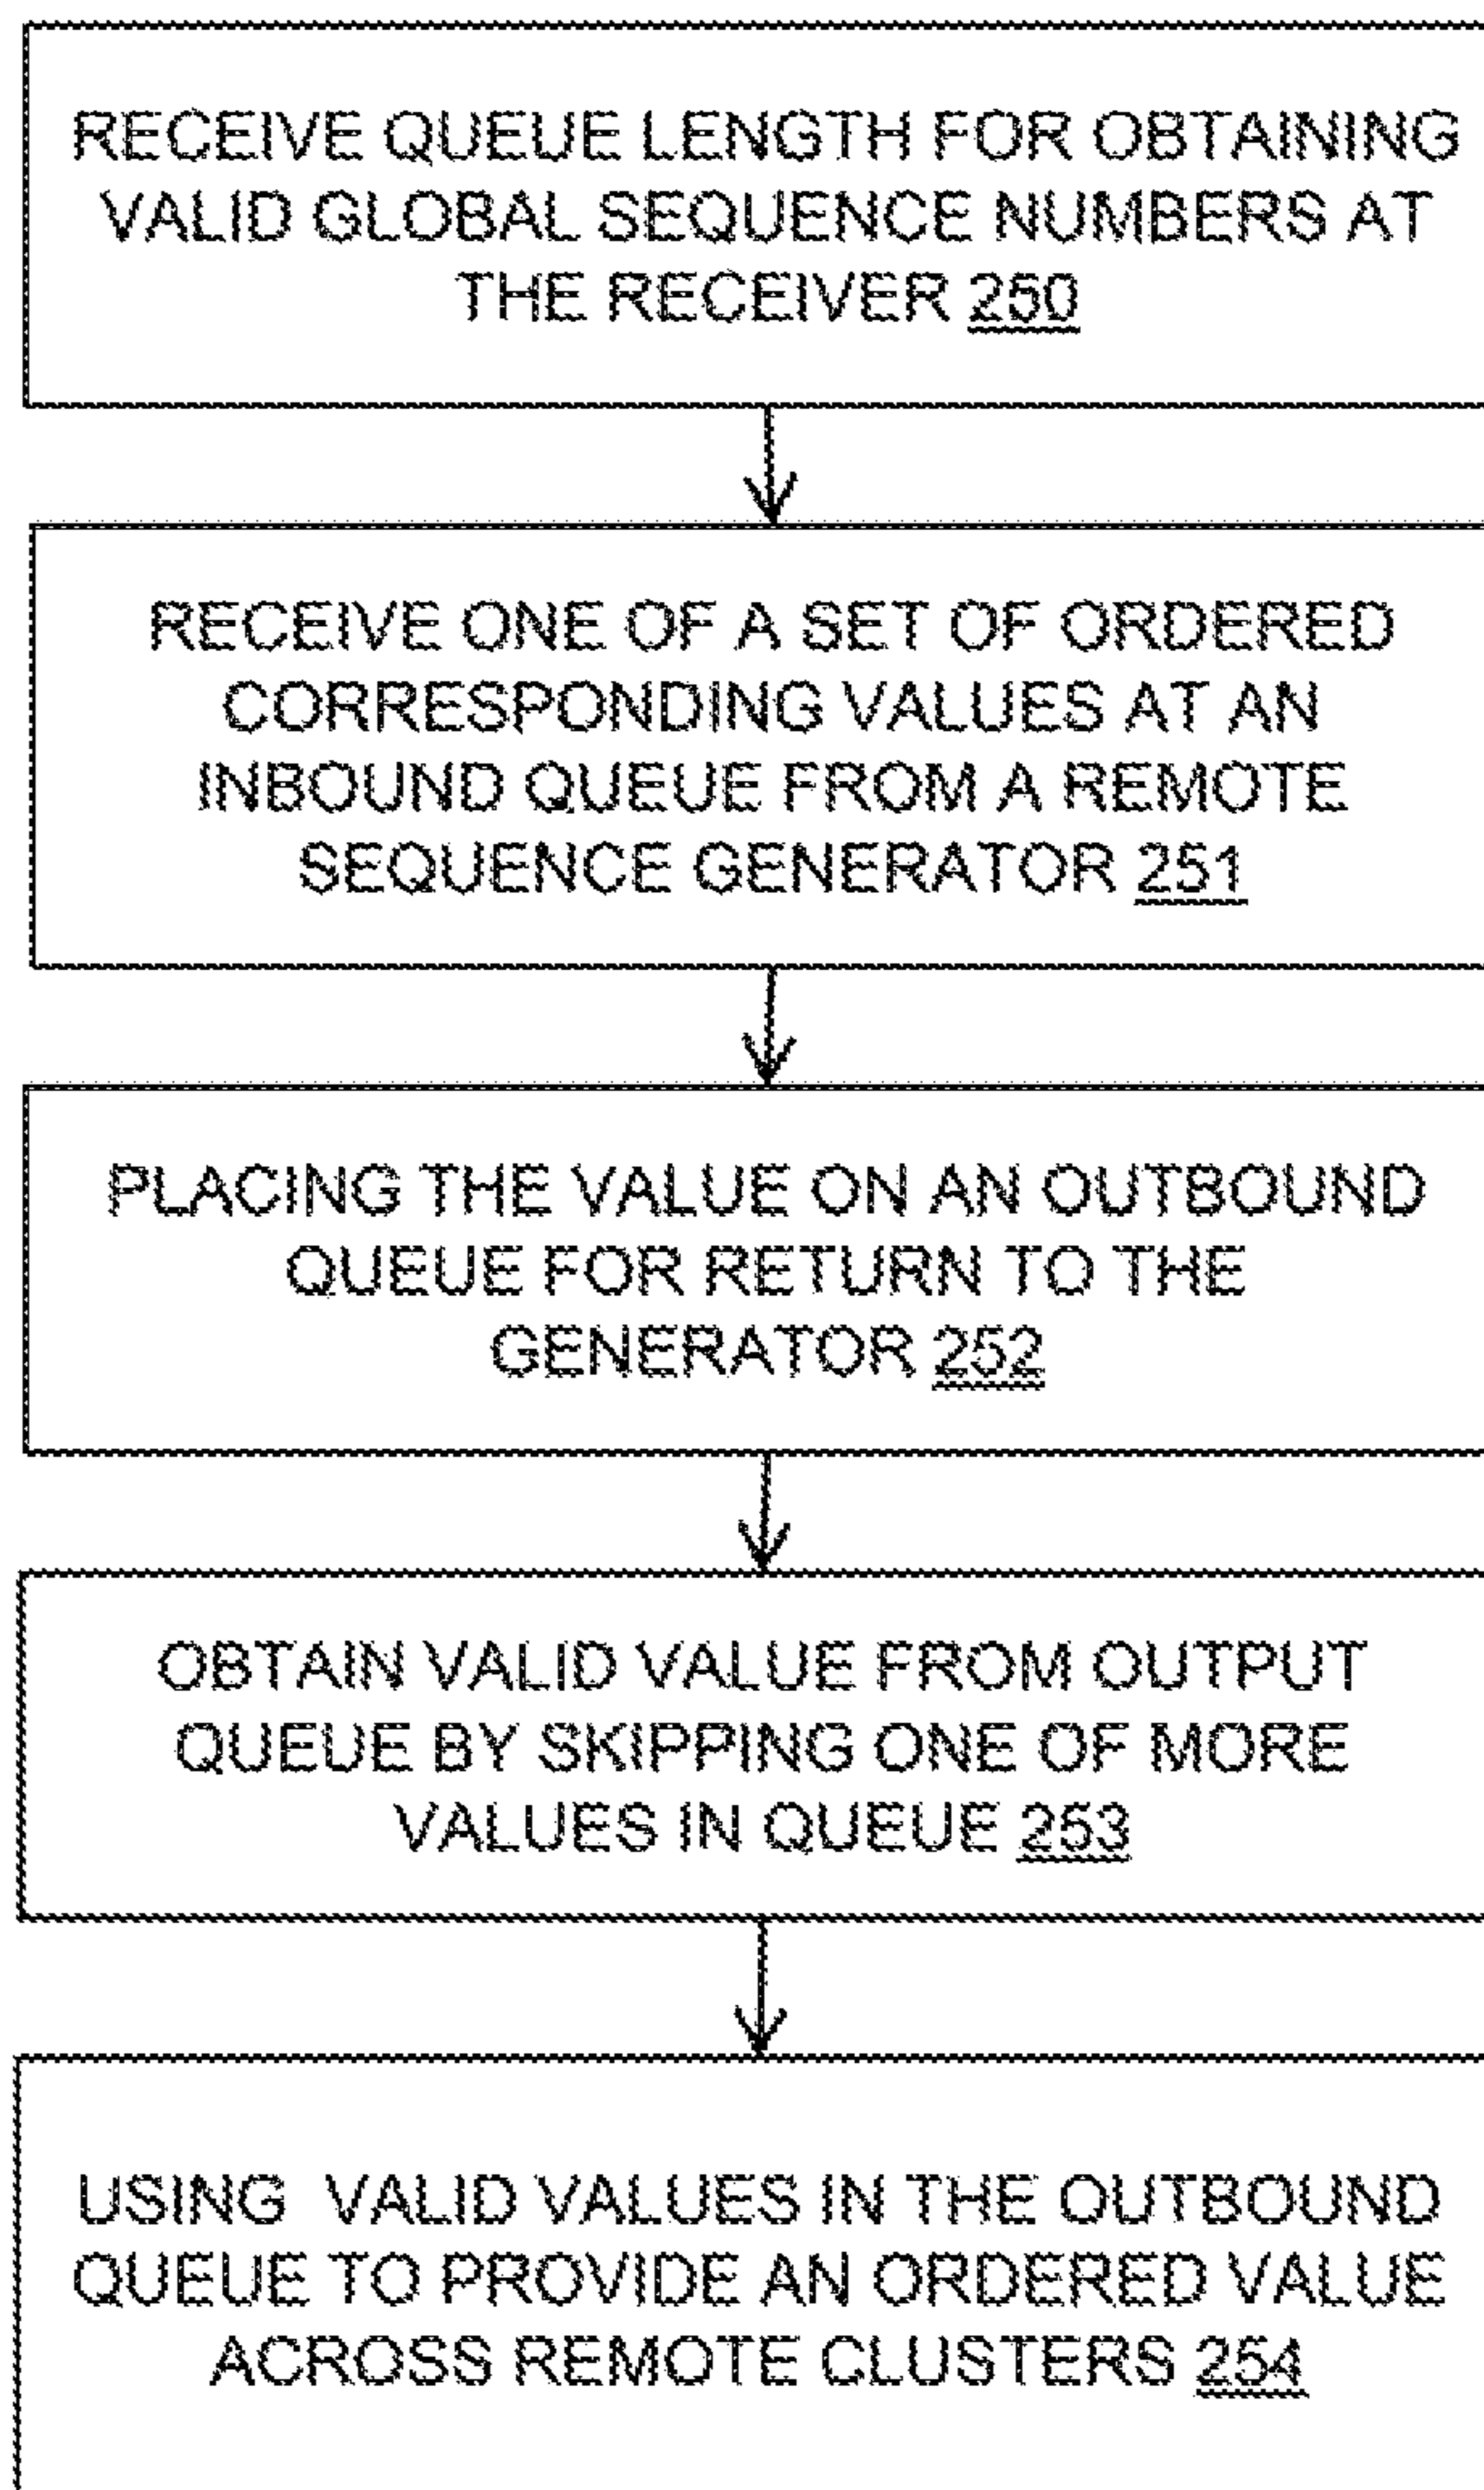 RECEIVE QUEUE LENGTH FOR OBTAINING
VALID GLOBAL SEQUENCE NUMBERS AT
THE RECEIVER 250
RECEIVE ONE OF A SET OF ORDERED
CORRESPONDING VALUES AT AN
INBOUND QUEUE FROM A REMOTE
SEQUENCE GENERATOR 251
PLACING THE VALUE ON AN OUTBOUND
QUEUE FOR RETURN TO THE
GENERATOR 252
OBTAIN VALID VALUE FROM OUTPUT
QUEUE BY SKIPPING ONE OF MORE
VALUES IN QUEUE 253
USING VALID VALUES IN THE OUTBOUND
QUEUE TO PROVIDE AN ORDERED VALUE
ACROSS REMOTE CLUSTERS 254